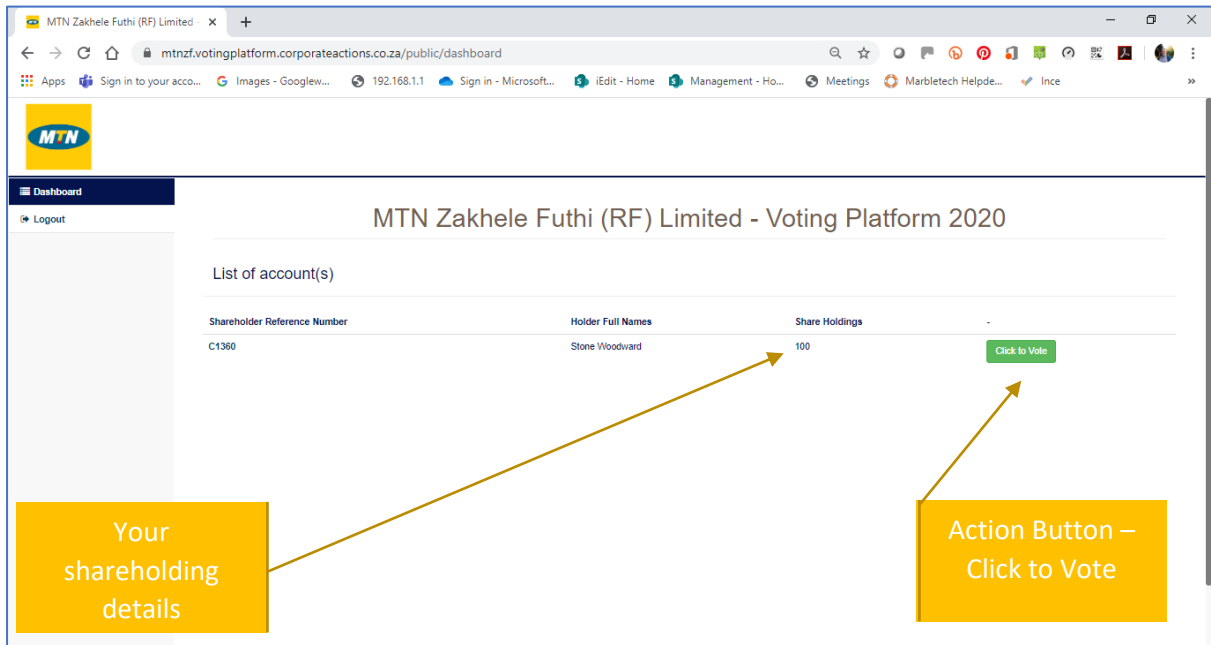 MTN Zakhele Futhi (RF) Limited -
mtnzf.votingplatform.corporateactions.co.za/public/dashboard
Apps
Sign in to your acco...
Images - Googlew...
192.168.1.1
Sign in - Microsoft...
iEdit - Home
Management - Ho...
Meetings
Marbletech Helpde...
Ince
»
MTN
Dashboard
Logout
MTN Zakhele Futhi (RF) Limited - Voting Platform 2020
List of account(s)
Shareholder Reference Number Holder Full Names Share Holdings -
C1360 Stone Woodward 100 Click to Vote
Your
shareholding
details
Action Button –
Click to Vote